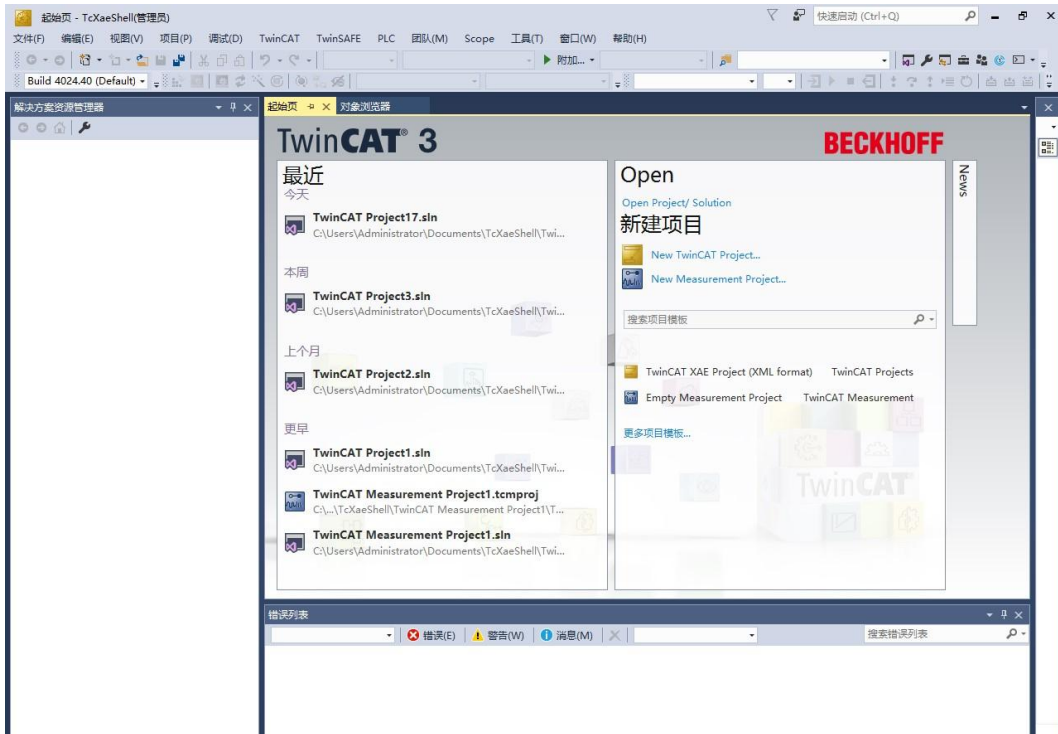 起始页 - TcXaeShell(管理员)
快速启动 (Ctrl+Q)
文件(F) 编辑(E) 视图(V) 项目(P) 调试(D) TwinCAT TwinSAFE PLC 团队(M) Scope 工具(T) 窗口(W) 帮助(H)
附加...
Build 4024.40 (Default)
解决方案资源管理器
起始页 对象浏览器
TwinCAT® 3
BECKHOFF
最近
今天
TwinCAT Project17.sln
C:\Users\Administrator\Documents\TcXaeShell\Twi...
本周
TwinCAT Project3.sln
C:\Users\Administrator\Documents\TcXaeShell\Twi...
上个月
TwinCAT Project2.sln
C:\Users\Administrator\Documents\TcXaeShell\Twi...
更早
TwinCAT Project1.sln
C:\Users\Administrator\Documents\TcXaeShell\Twi...
TwinCAT Measurement Project1.tcmproj
C:\...\TcXaeShell\TwinCAT Measurement Project1\T...
TwinCAT Measurement Project1.sln
C:\Users\Administrator\Documents\TcXaeShell\Twi...
Open
Open Project/ Solution
新建项目
New TwinCAT Project...
New Measurement Project...
搜索项目模板
TwinCAT XAE Project (XML format) TwinCAT Projects
Empty Measurement Project TwinCAT Measurement
更多项目模板...
TwinCAT
News
错误列表
错误(E) 警告(W) 消息(M)
搜索错误列表